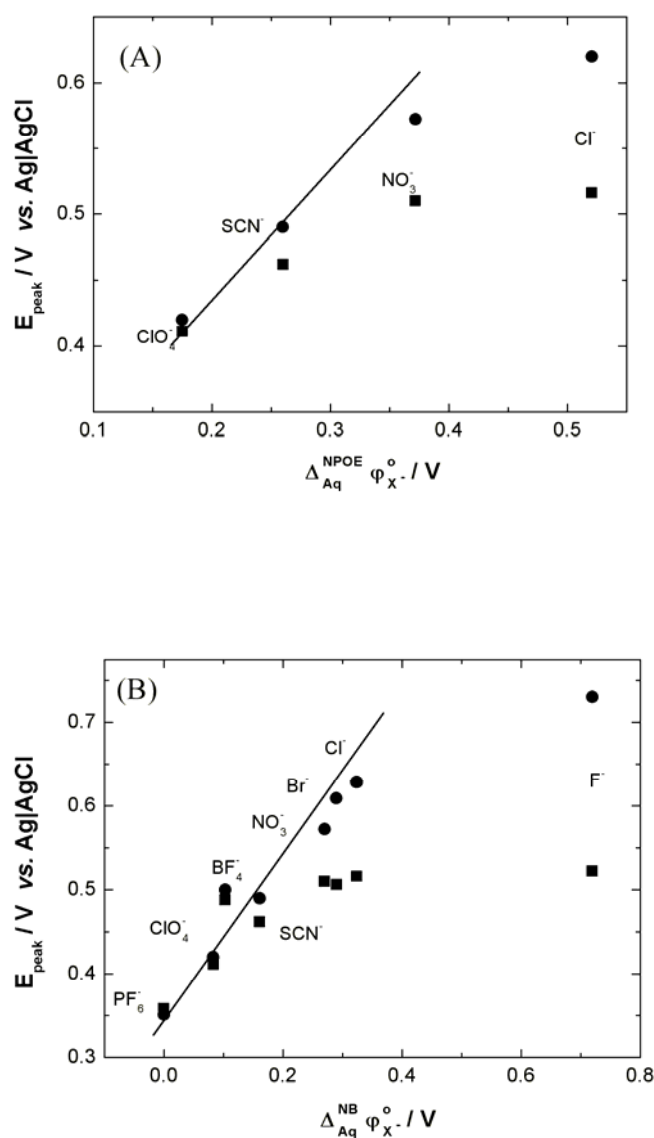 (A)
E_peak / V vs. Ag|AgCl
0.6
0.5
0.4
ClO₄⁻
SCN⁻
NO₃⁻
Cl⁻
0.1 0.2 0.3 0.4 0.5
Δ_Aq^NPOE φ_X⁻^o / V
(B)
E_peak / V vs. Ag|AgCl
0.7
0.6
0.5
0.4
0.3
PF₆⁻
ClO₄⁻
BF₄⁻
SCN⁻
NO₃⁻
Br⁻
Cl⁻
F⁻
0.0 0.2 0.4 0.6 0.8
Δ_Aq^NB φ_X⁻^o / V